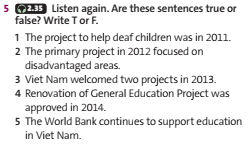 5 2.35 Listen again. Are these sentences true or
false? Write T or F.
1 The project to help deaf children was in 2011.
2 The primary project in 2012 focused on
disadvantaged areas.
3 Viet Nam welcomed two projects in 2013.
4 Renovation of General Education Project was
approved in 2014.
5 The World Bank continues to support education
in Viet Nam.